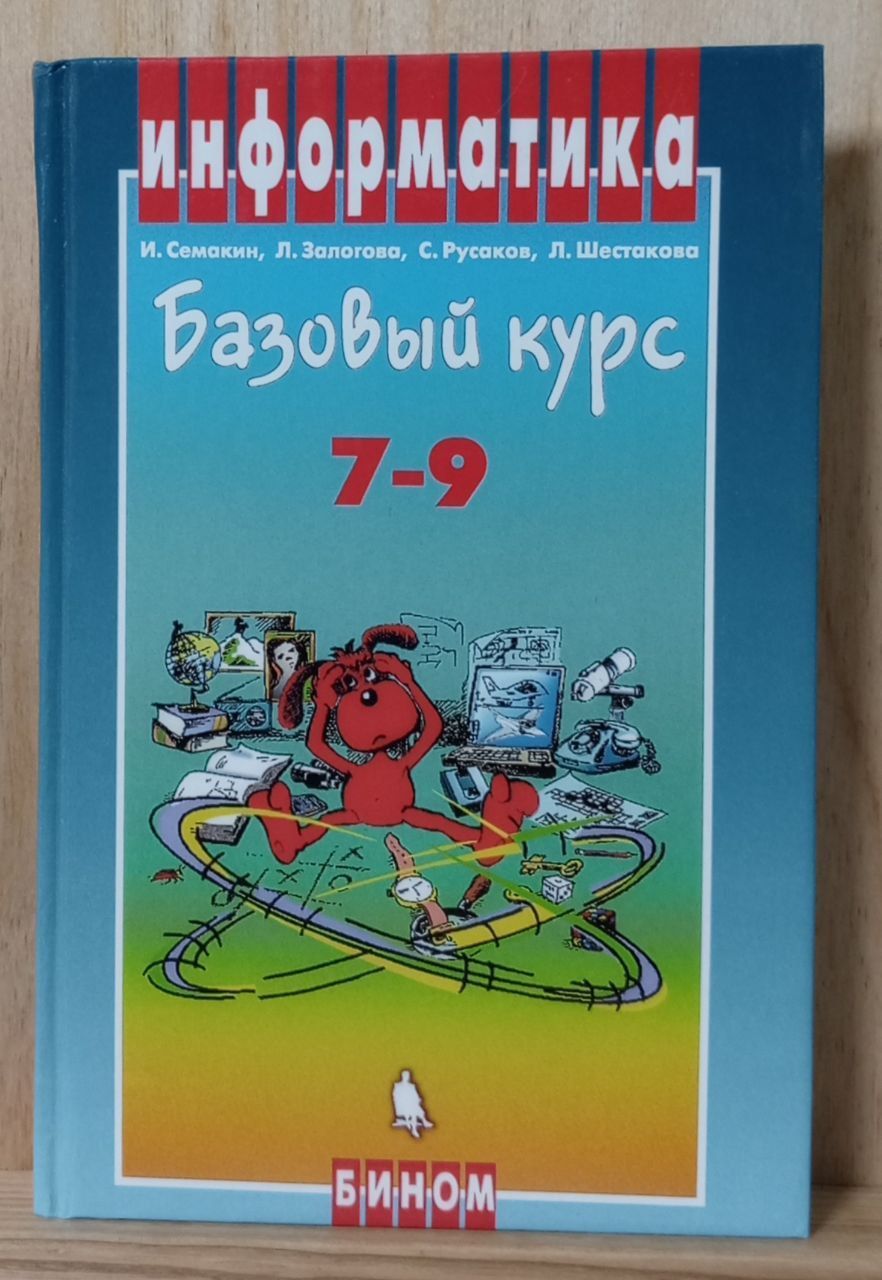 информатика
И. Семакин, Л. Залогова, С. Русаков, Л. Шестакова
Базовый курс
7-9
БИНОМ